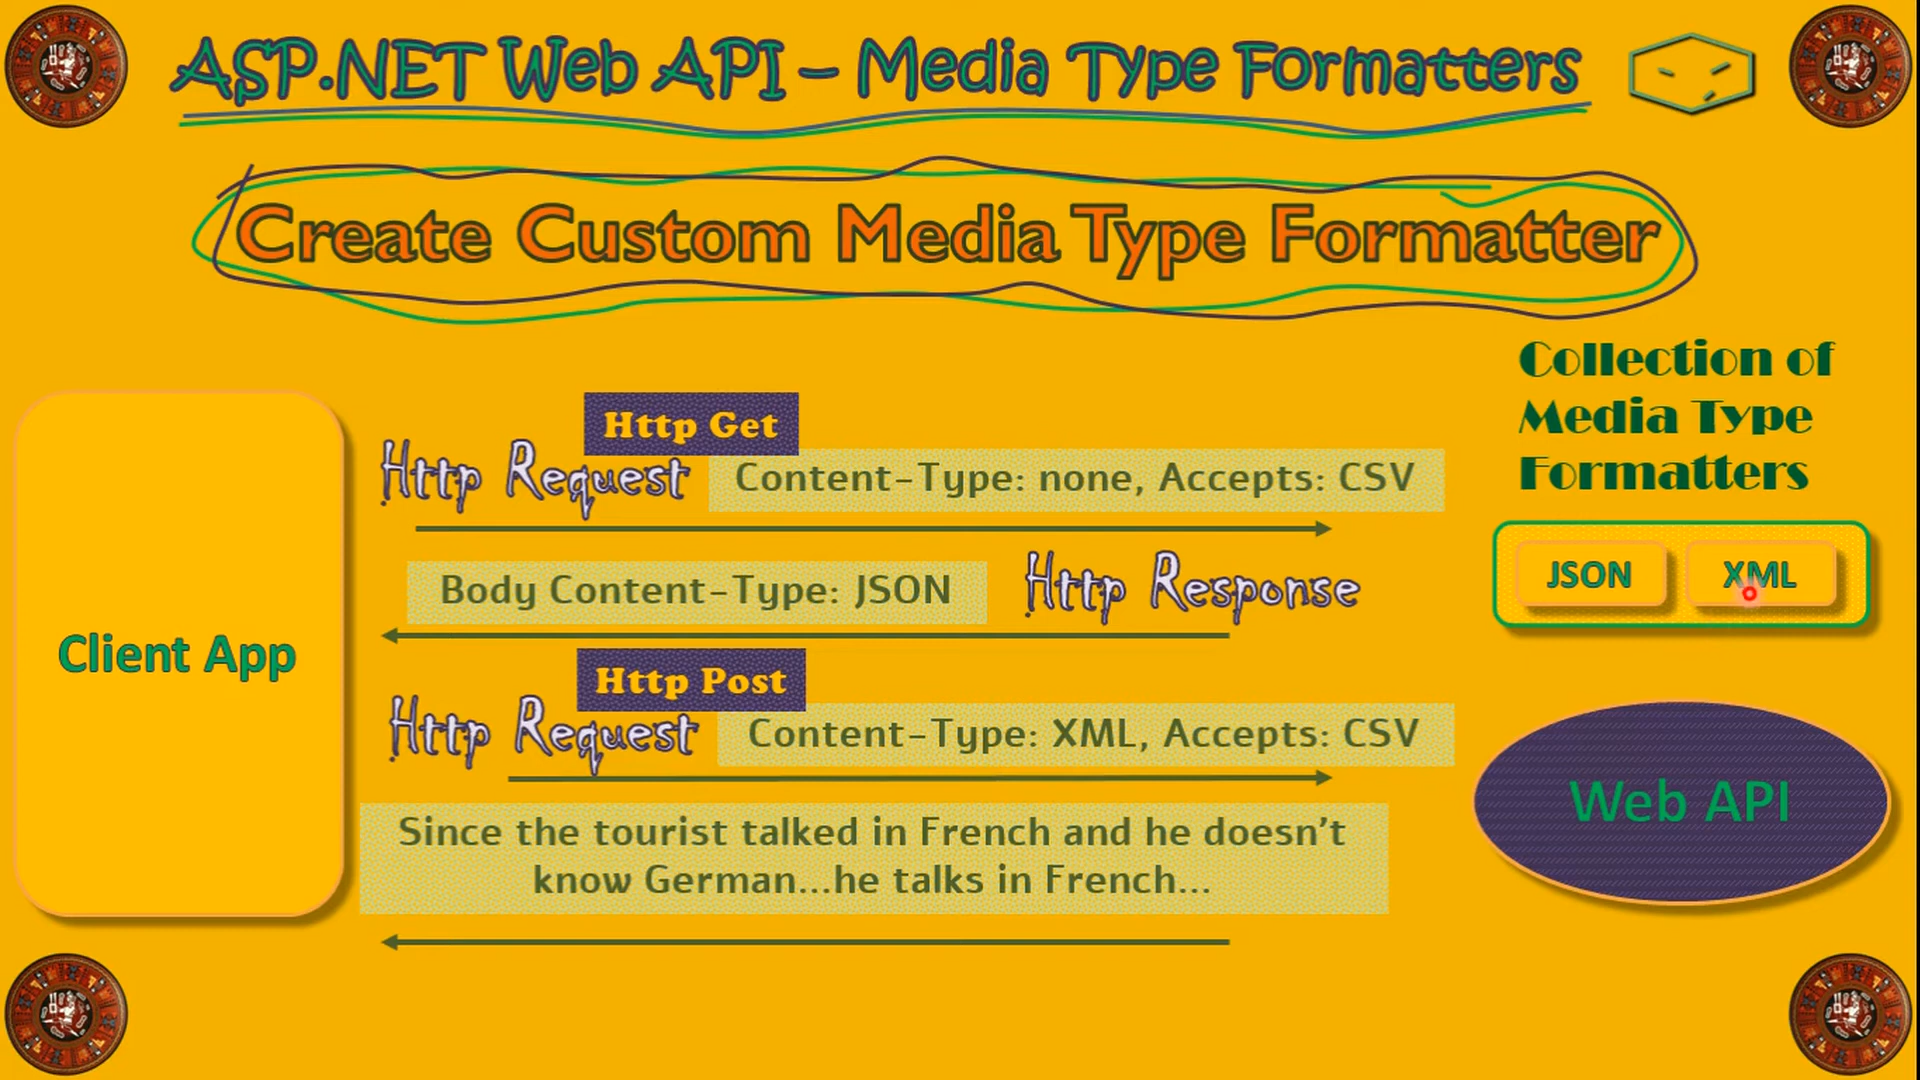 ASP.NET Web API – Media Type Formatters
Create Custom Media Type Formatter
Collection of
Media Type
Formatters
Http Get
Http Request
Content-Type: none, Accepts: CSV
JSON
XML
Body Content-Type: JSON
Http Response
Client App
Http Post
Http Request
Content-Type: XML, Accepts: CSV
Web API
Since the tourist talked in French and he doesn't
know German...he talks in French...